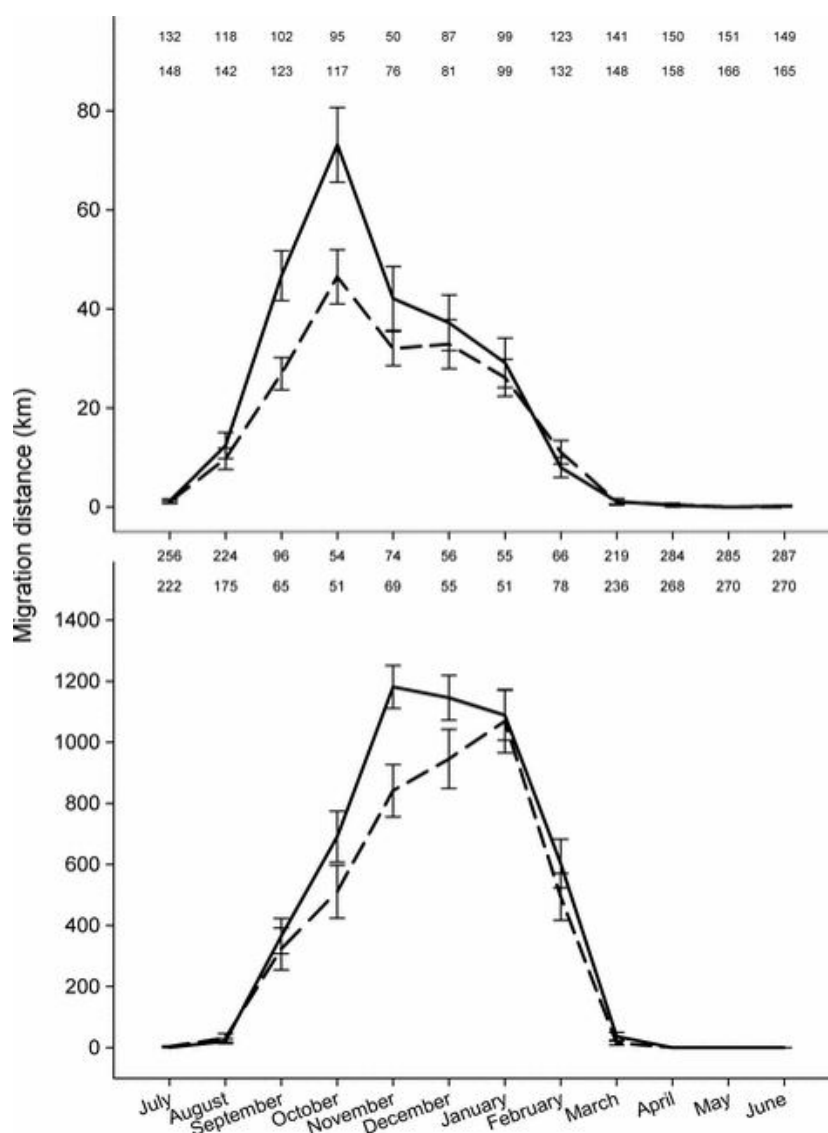 132 118 102 95 50 87 99 123 141 150 151 149
148 142 123 117 76 81 99 132 148 158 166 165
80
60
40
20
0
Migration distance (km)
256 224 96 54 74 56 55 66 219 284 285 287
222 175 65 51 69 55 51 78 236 268 270 270
1400
1200
1000
800
600
400
200
0
July August September October November December January February March April May June